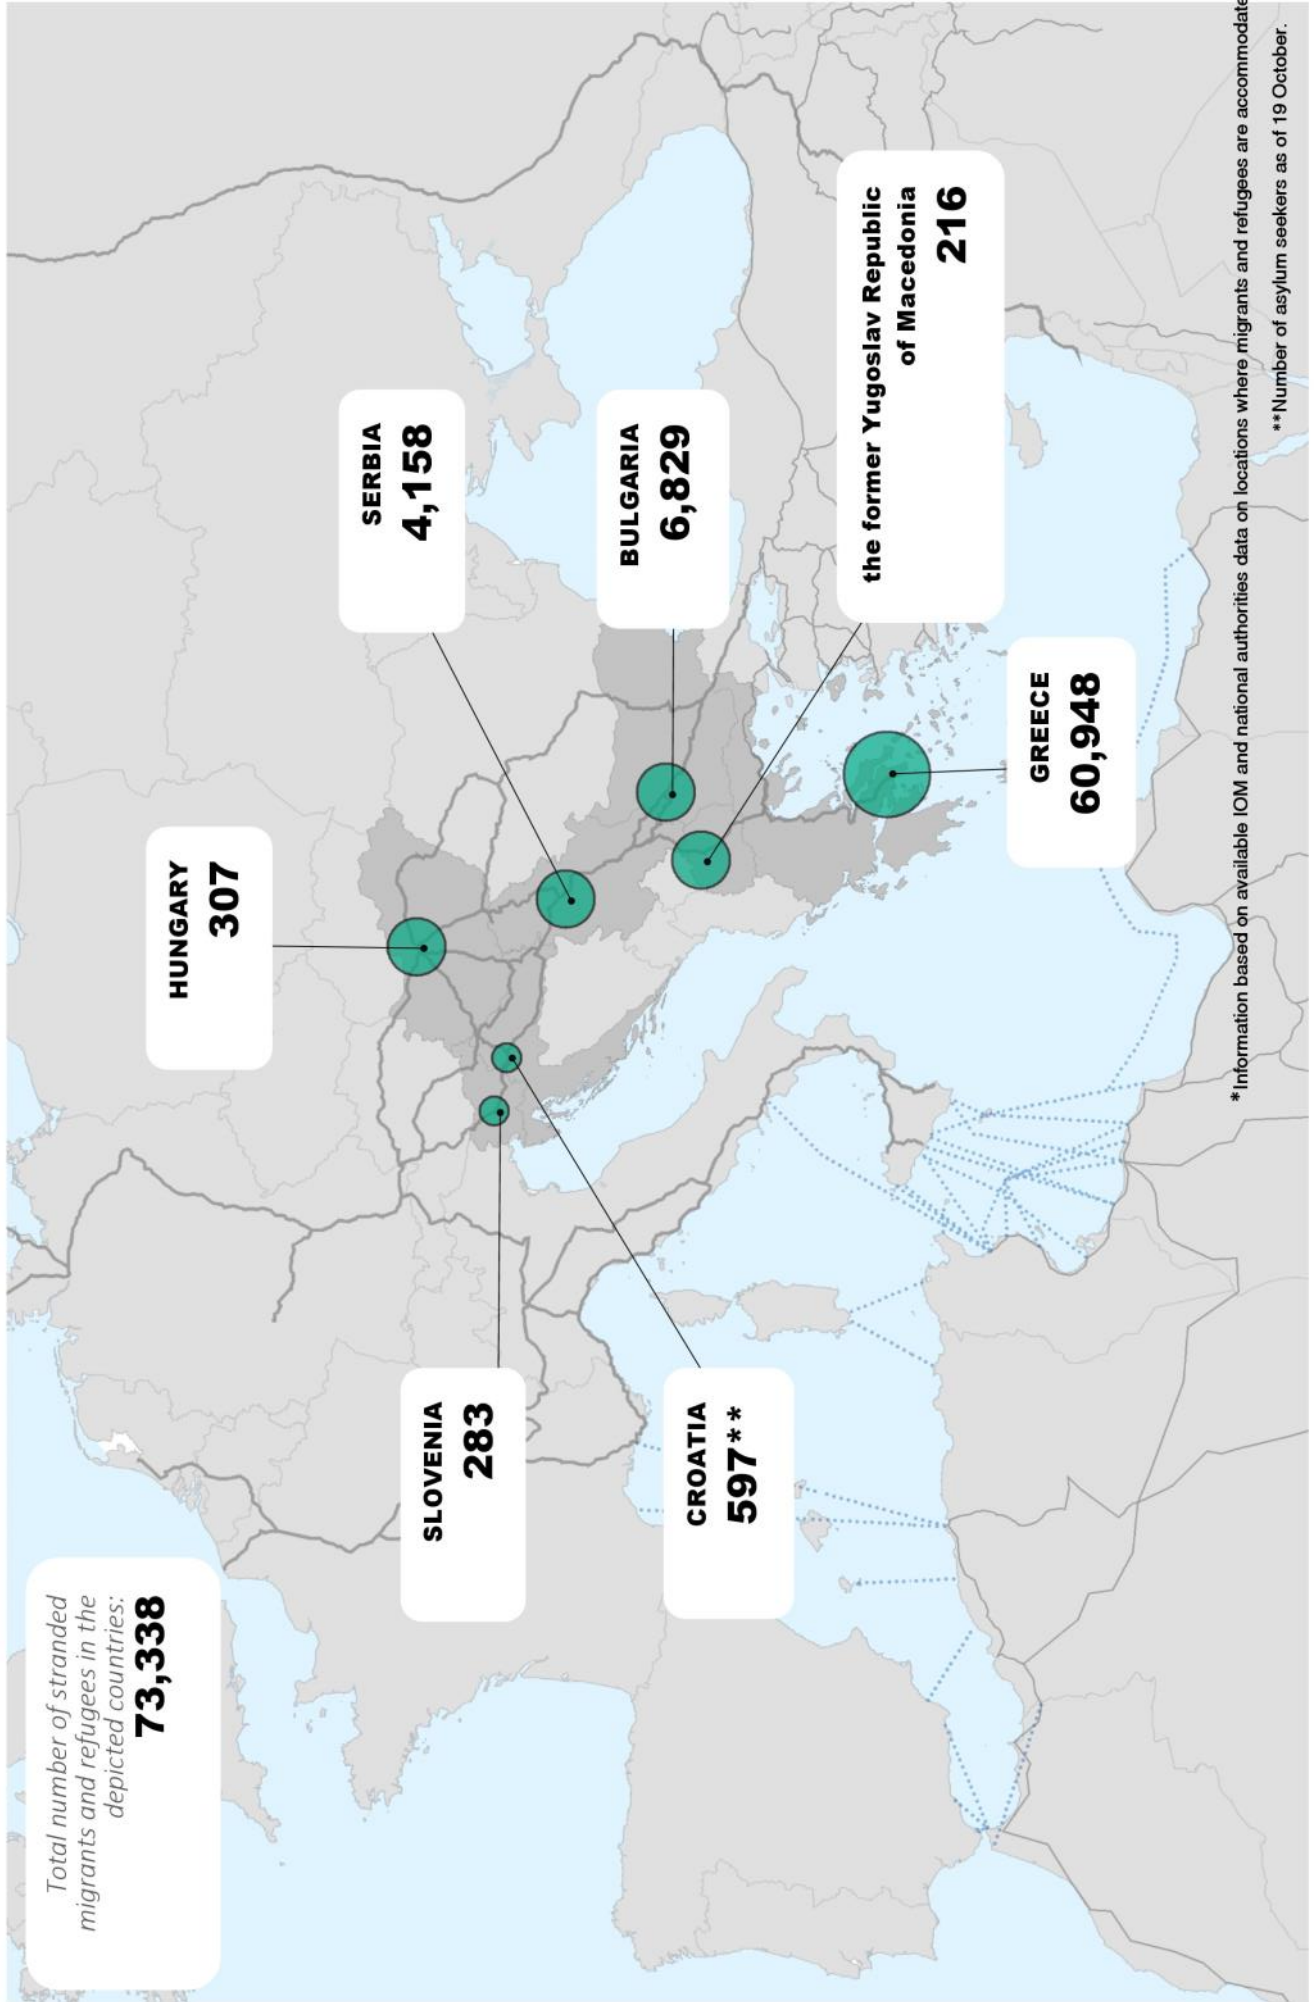 Total number of stranded
migrants and refugees in the
depicted countries:
73,338
HUNGARY
307
SERBIA
4,158
SLOVENIA
283
BULGARIA
6,829
CROATIA
597**
the former Yugoslav Republic
of Macedonia
216
GREECE
60,948
*Information based on available IOM and national authorities data on locations where migrants and refugees are accommodate
**Number of asylum seekers as of 19 October.